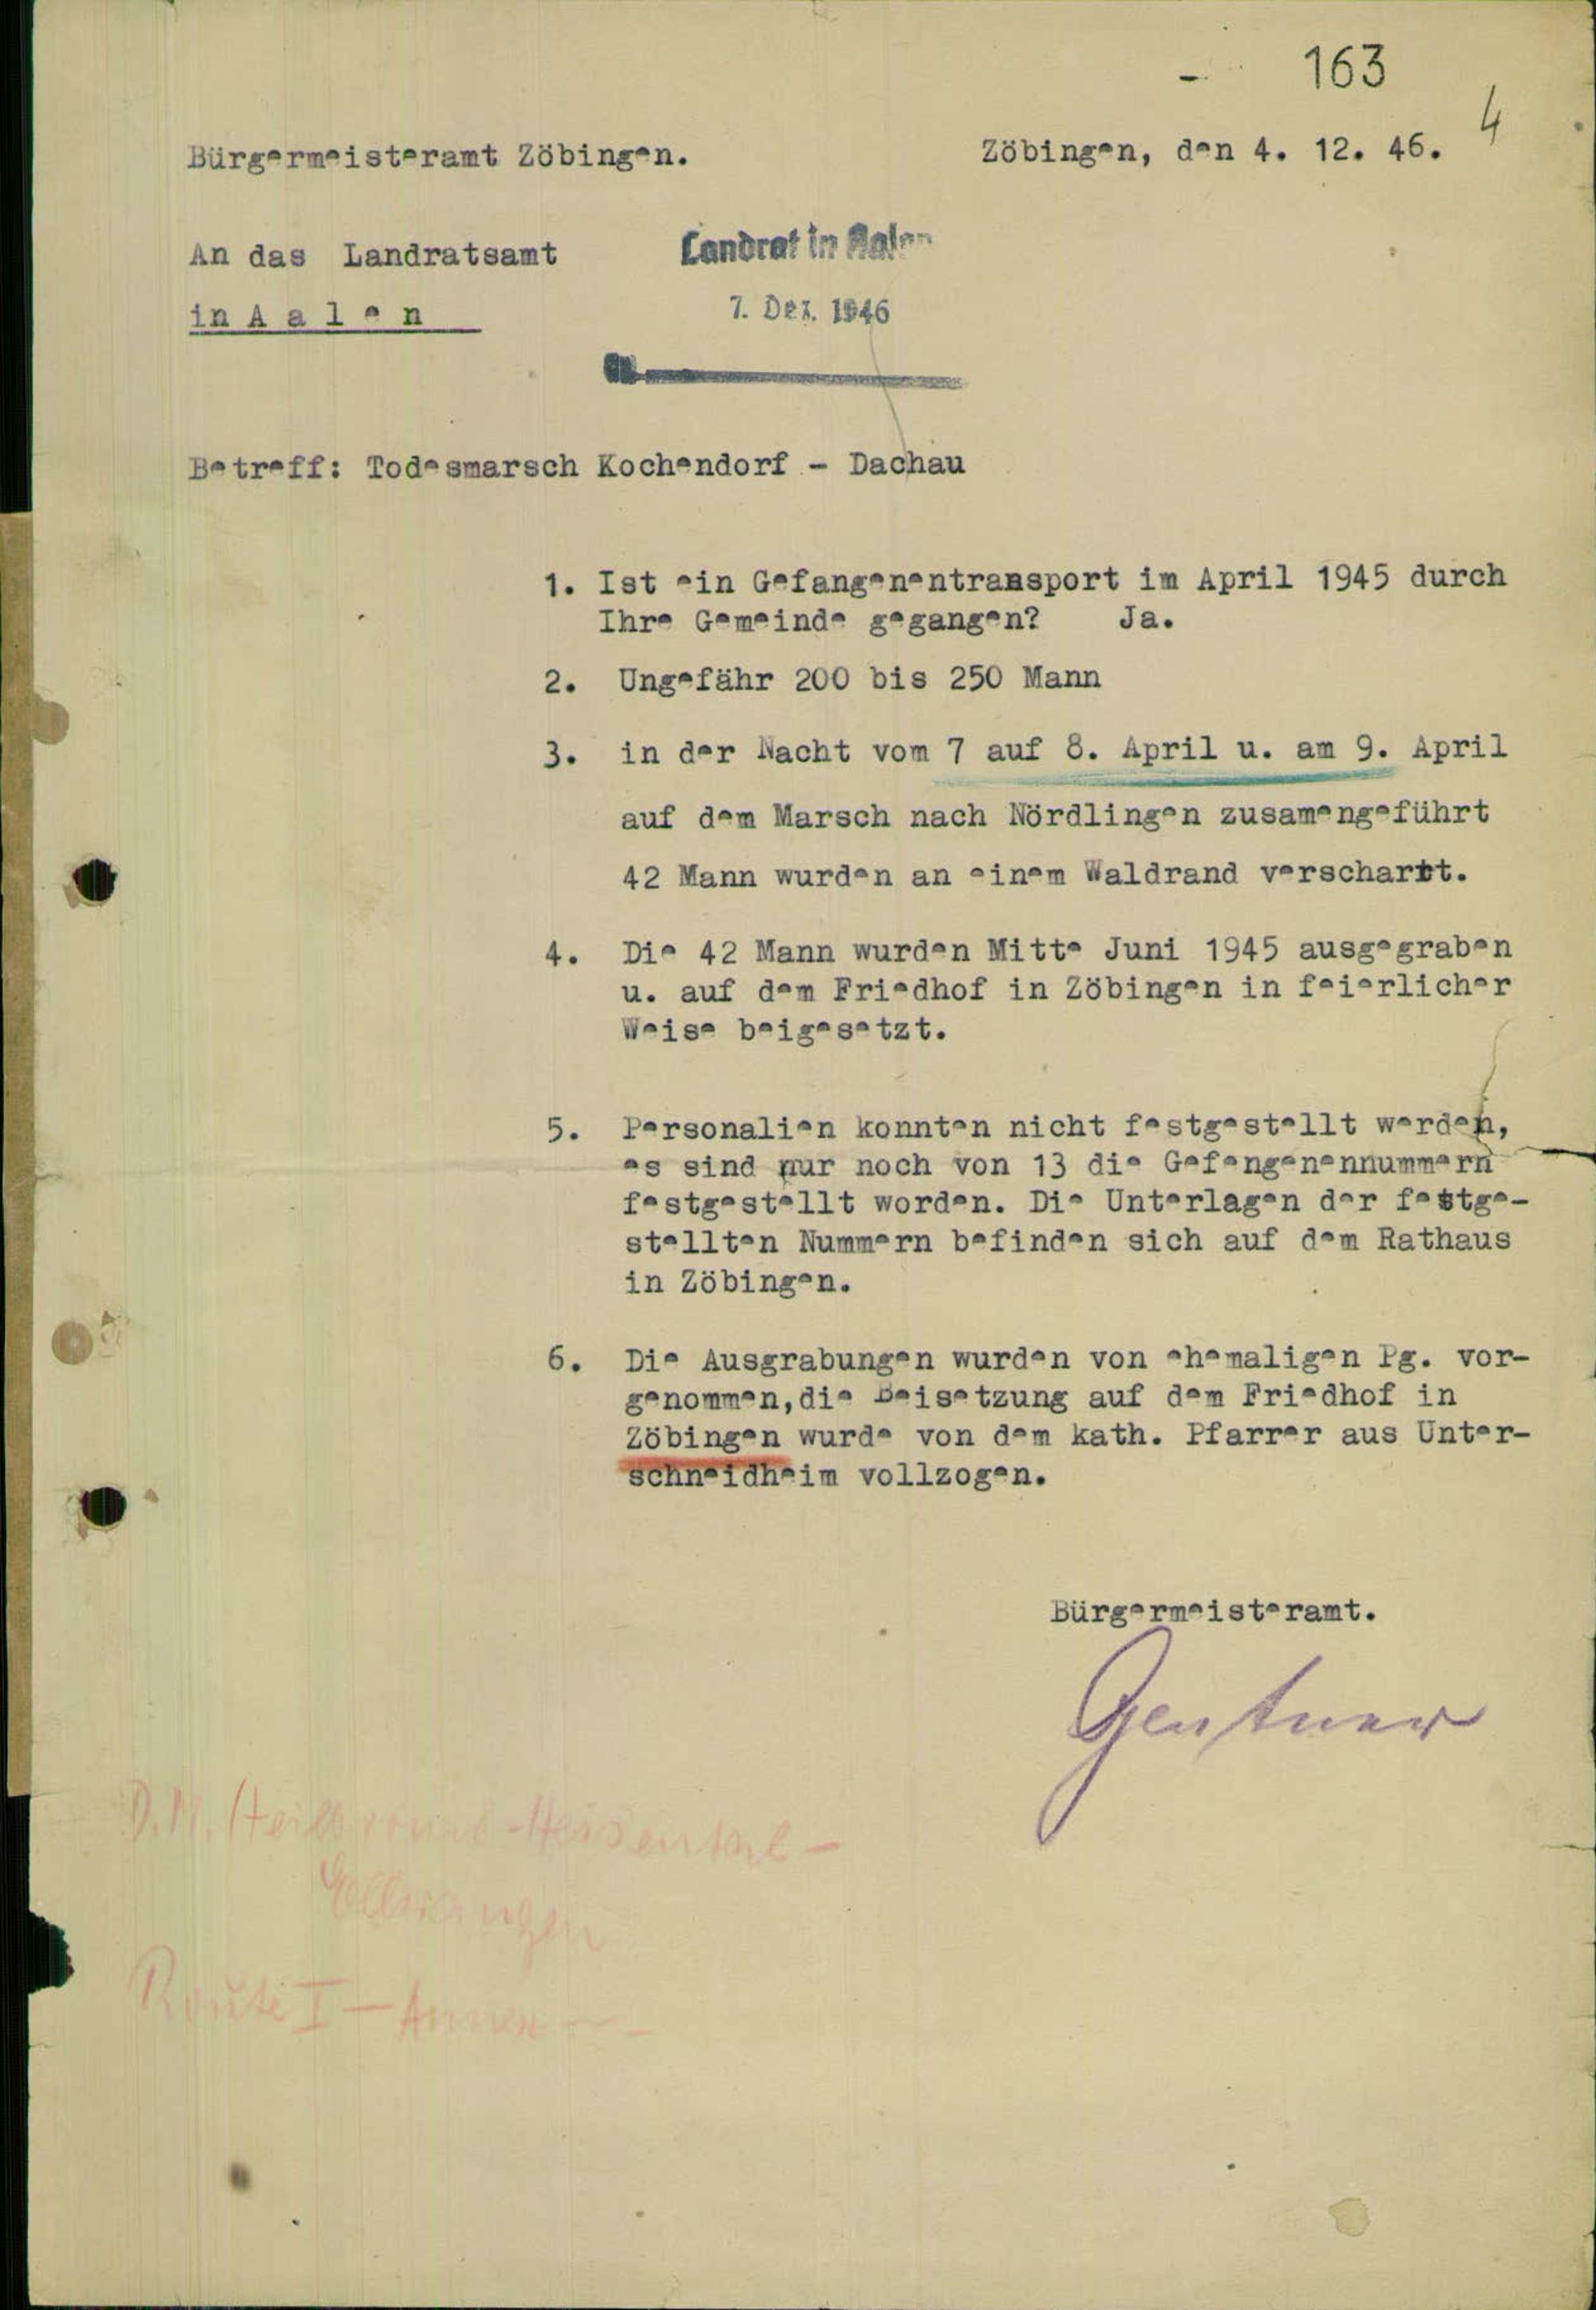 163
4
Bürgermeisteramt Zöbingen.
Zöbingen, den 4. 12. 46.
An das Landratsamt
in A a l e n
Landrat in Aalen
7. Dez. 1946
Betreff: Todesmarsch Kochendorf - Dachau
1. Ist ein Gefangenentransport im April 1945 durch
Ihre Gemeinde gegangen? Ja.
2. Ungefähr 200 bis 250 Mann
3. in der Nacht vom 7 auf 8. April u. am 9. April
auf dem Marsch nach Nördlingen zusamengeführt
42 Mann wurden an einem Waldrand verscharrt.
4. Die 42 Mann wurden Mitte Juni 1945 ausgegraben
u. auf dem Friedhof in Zöbingen in feierlicher
Weise beigesetzt.
5. Personalien konnten nicht festgestellt werden,
es sind nur noch von 13 die Gefangenennummern
festgestellt worden. Die Unterlagen der festge-
stellten Nummern befinden sich auf dem Rathaus
in Zöbingen.
6. Die Ausgrabungen wurden von ehemaligen Pg. vor-
genommen, die Beisetzung auf dem Friedhof in
Zöbingen wurde von dem kath. Pfarrer aus Unter-
schneidheim vollzogen.
Bürgermeisteramt.
Gentner
D.M. Heilbronn - Hessental -
Ellwangen
Route I - Annex -